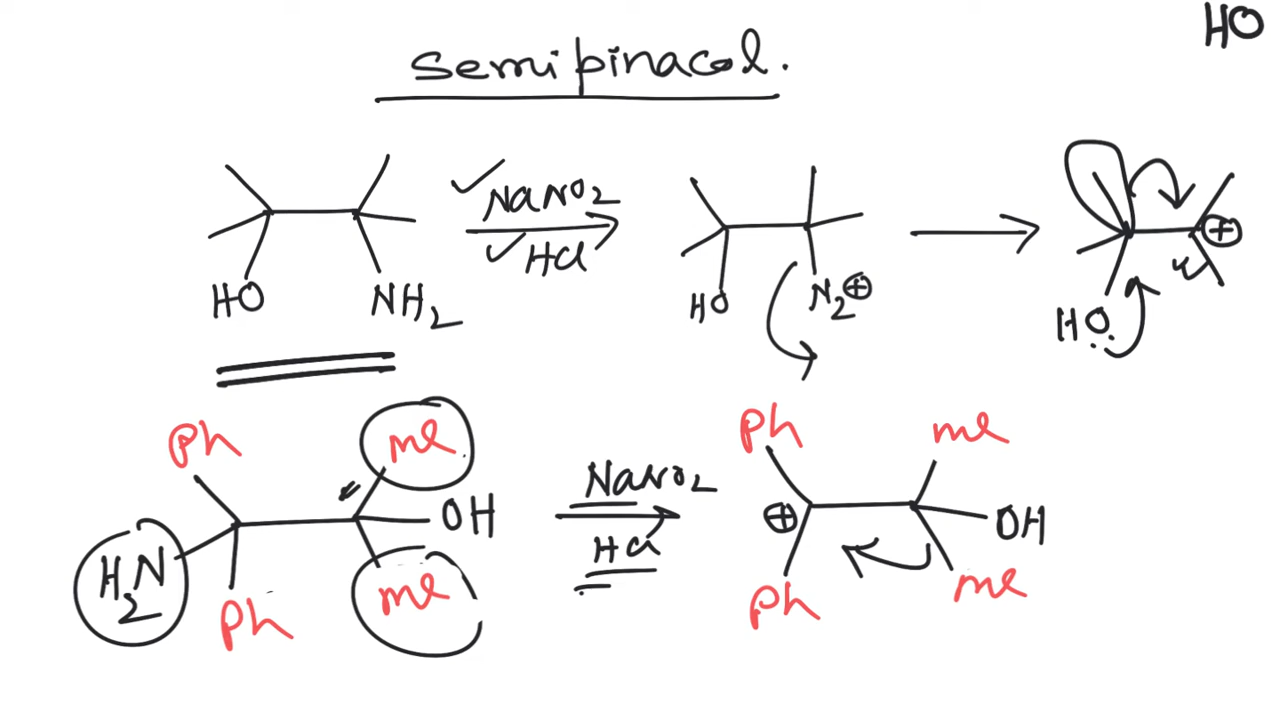 Semipinacol.
HO
HO NH2 NaNO2 HCl HO N2⊕ HO: ⊕
Ph me OH H2N Ph me
NaNO2
HCl
Ph me ⊕ OH Ph me